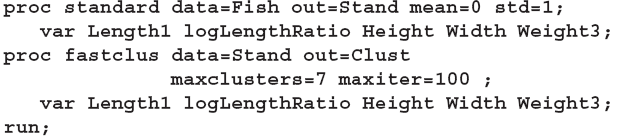 proc standard data=Fish out=Stand mean=0 std=1;
   var Length1 logLengthRatio Height Width Weight3;
proc fastclus data=Stand out=Clust
              maxclusters=7 maxiter=100 ;
   var Length1 logLengthRatio Height Width Weight3;
run;